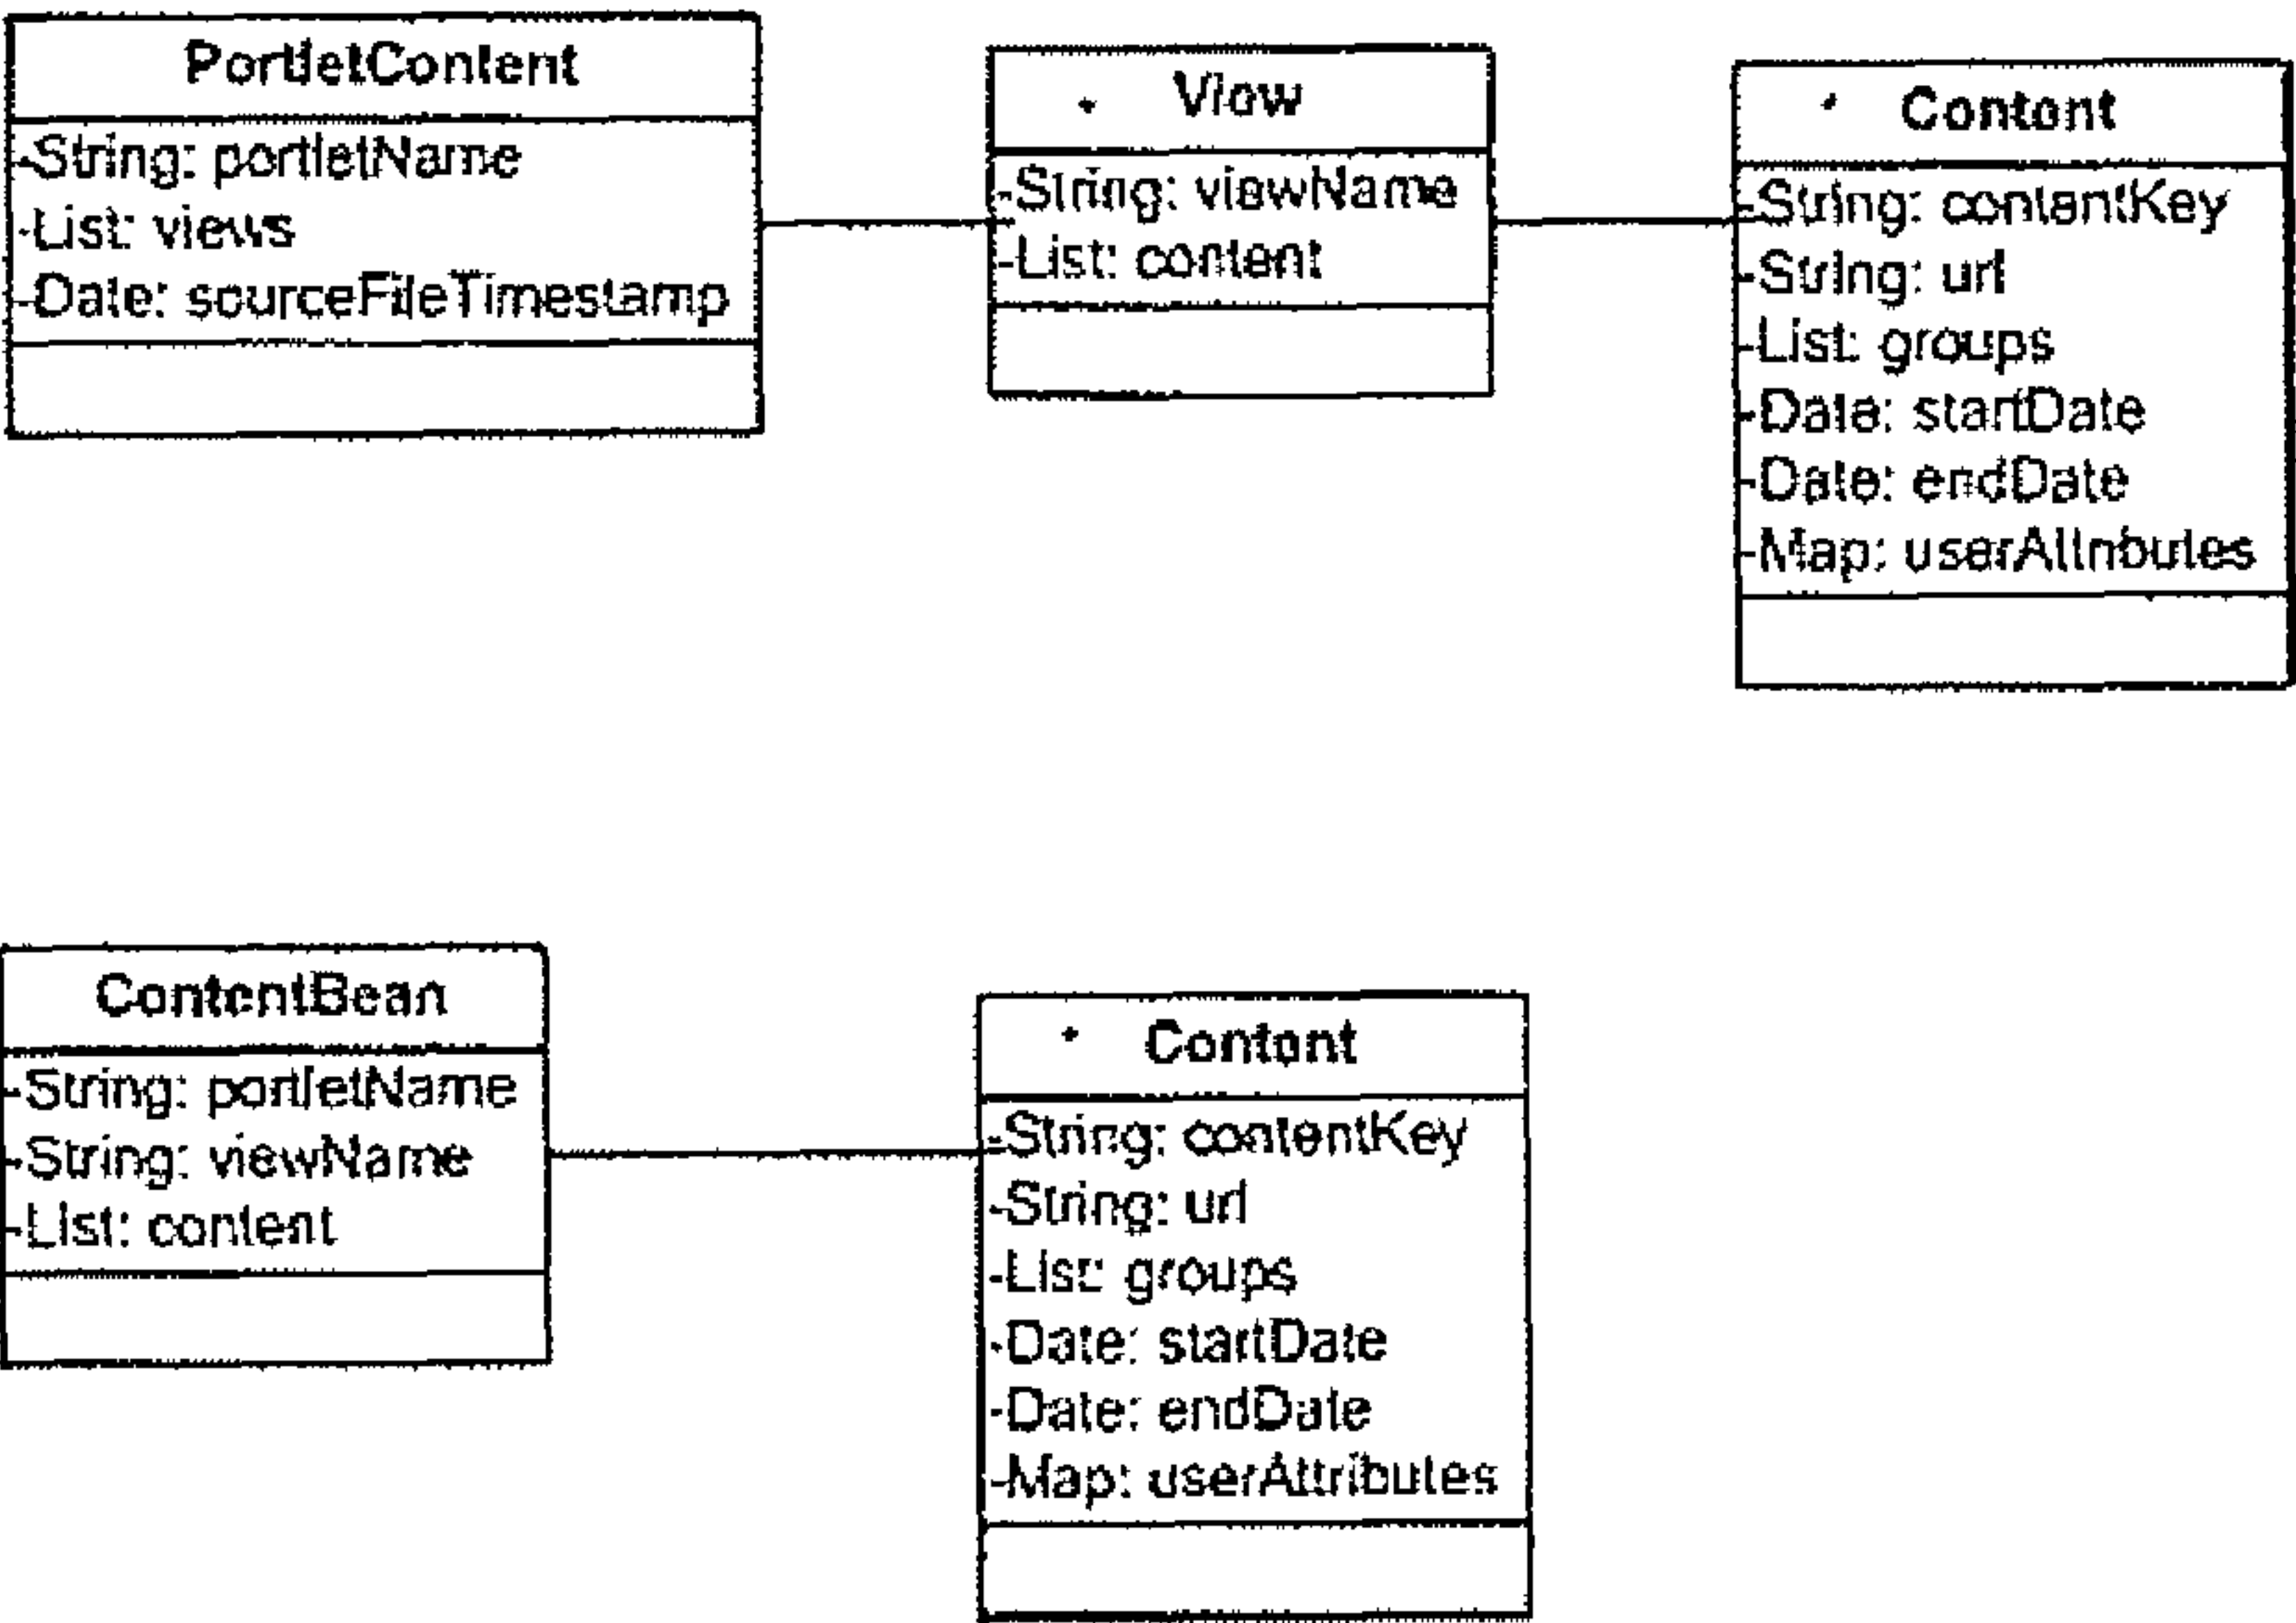 PortletContent
-String: portletName
-List: views
-Date: sourceFileTimestamp
* View
-String: viewName
-List: content
* Content
-String: contentKey
-String: url
-List: groups
-Date: startDate
-Date: endDate
-Map: userAttributes
ContentBean
-String: portletName
-String: viewName
-List: content
* Content
-String: contentKey
-String: url
-List: groups
-Date: startDate
-Date: endDate
-Map: userAttributes